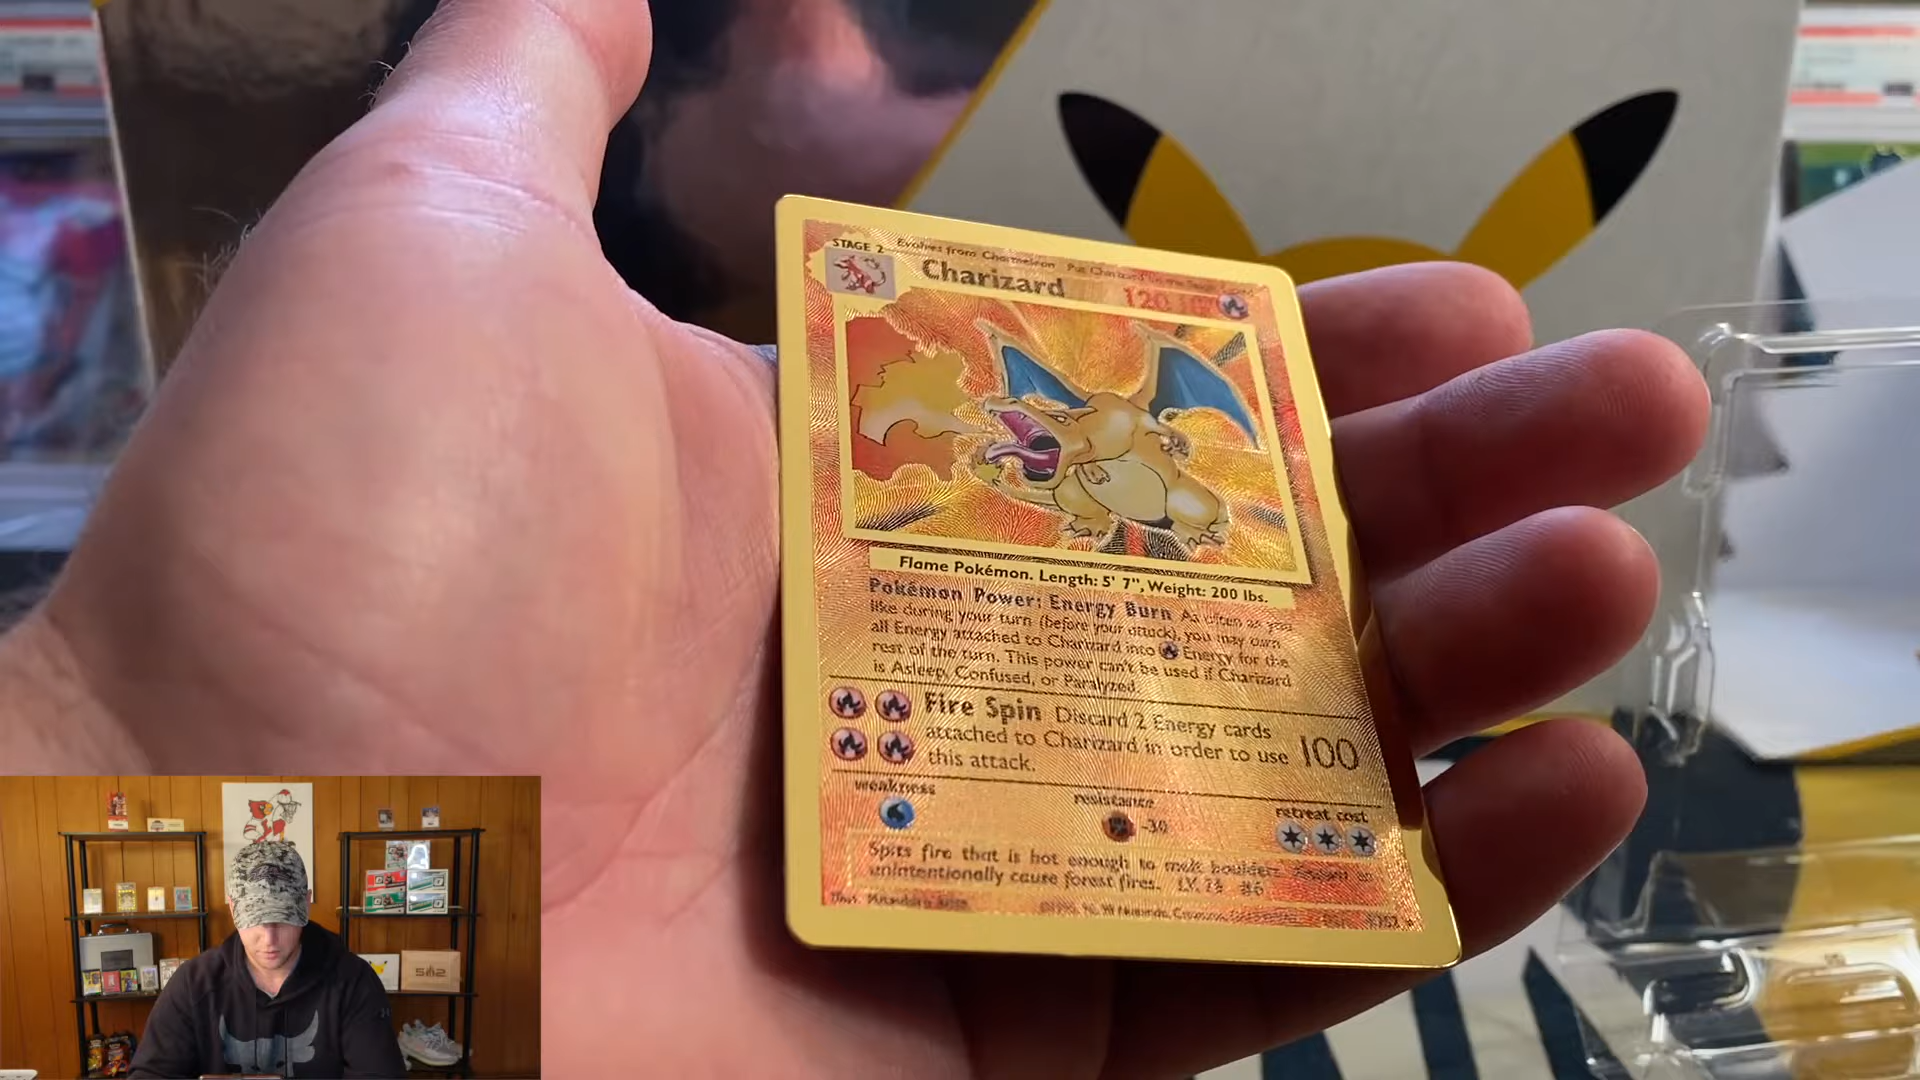 STAGE 2 Evolves from Charmeleon Put Charizard
Charizard
120
Flame Pokémon. Length: 5' 7", Weight: 200 lbs.
Pokémon Power: Energy Burn As often as you
like during your turn (before your attack), you may turn
all Energy attached to Charizard into Energy for the
rest of the turn. This power can't be used if Charizard
is Asleep, Confused, or Paralyzed.
Fire Spin Discard 2 Energy cards
attached to Charizard in order to use
this attack.
100
weakness
resistance
retreat cost
-30
Spits fire that is hot enough to melt boulders.
unintentionally cause forest fires. LV. 76 #6